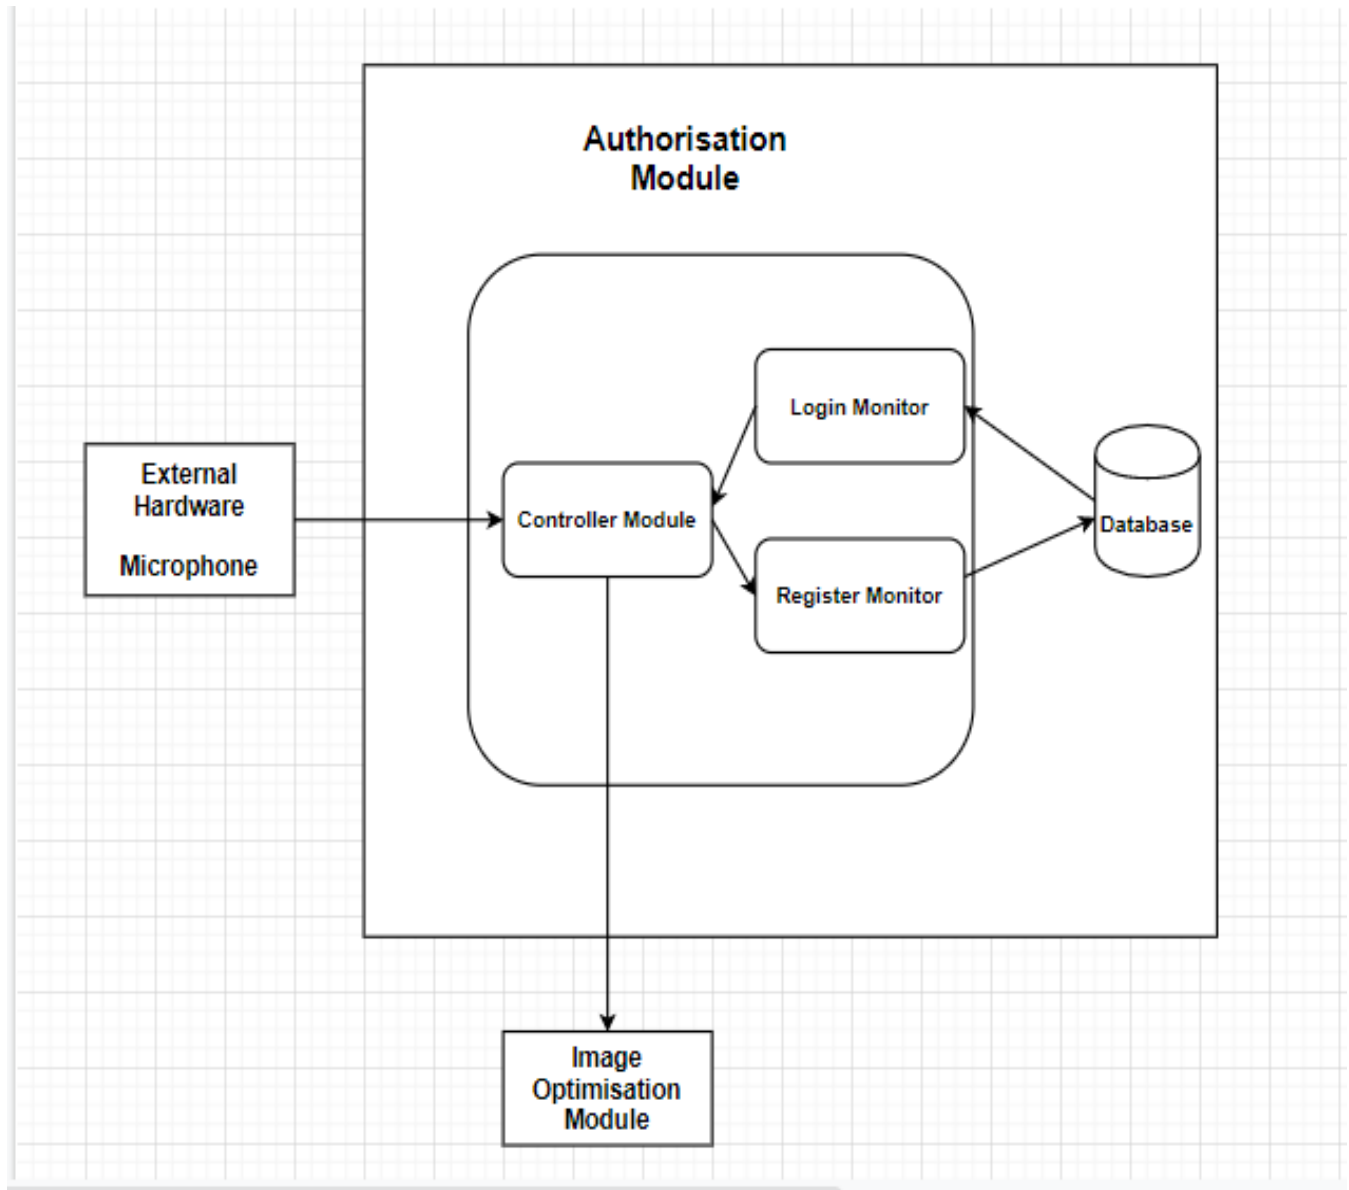 Authorisation
Module
Login Monitor
External
Hardware
Microphone
Controller Module
Database
Register Monitor
Image
Optimisation
Module